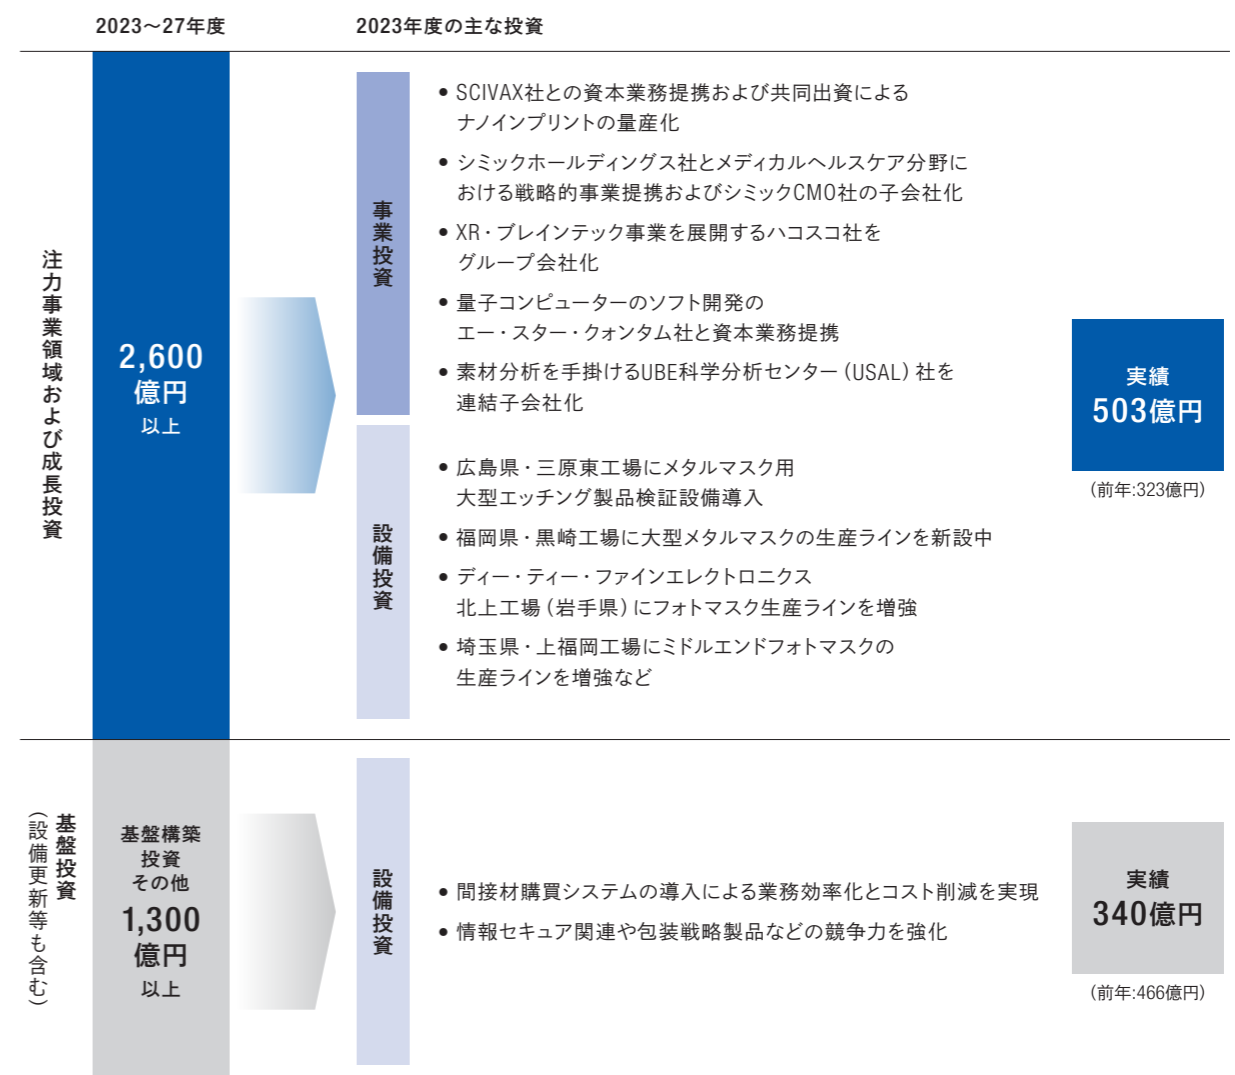 2023〜27年度
2023年度の主な投資
注力事業領域および成長投資
2,600
億円
以上
事業投資
● SCIVAX社との資本業務提携および共同出資による
ナノインプリントの量産化
● シミックホールディングス社とメディカルヘルスケア分野に
おける戦略的事業提携およびシミックCMO社の子会社化
● XR・ブレインテック事業を展開するハコスコ社を
グループ会社化
● 量子コンピューターのソフト開発の
エー・スター・クォンタム社と資本業務提携
● 素材分析を手掛けるUBE科学分析センター（USAL）社を
連結子会社化
設備投資
● 広島県・三原東工場にメタルマスク用
大型エッチング製品検証設備導入
● 福岡県・黒崎工場に大型メタルマスクの生産ラインを新設中
● ディー・ティー・ファインエレクトロニクス
北上工場（岩手県）にフォトマスク生産ラインを増強
● 埼玉県・上福岡工場にミドルエンドフォトマスクの
生産ラインを増強など
実績
503億円
（前年:323億円）
基盤投資
（設備更新等も含む）
基盤構築
投資
その他
1,300
億円
以上
設備投資
● 間接材購買システムの導入による業務効率化とコスト削減を実現
● 情報セキュア関連や包装戦略製品などの競争力を強化
実績
340億円
（前年:466億円）